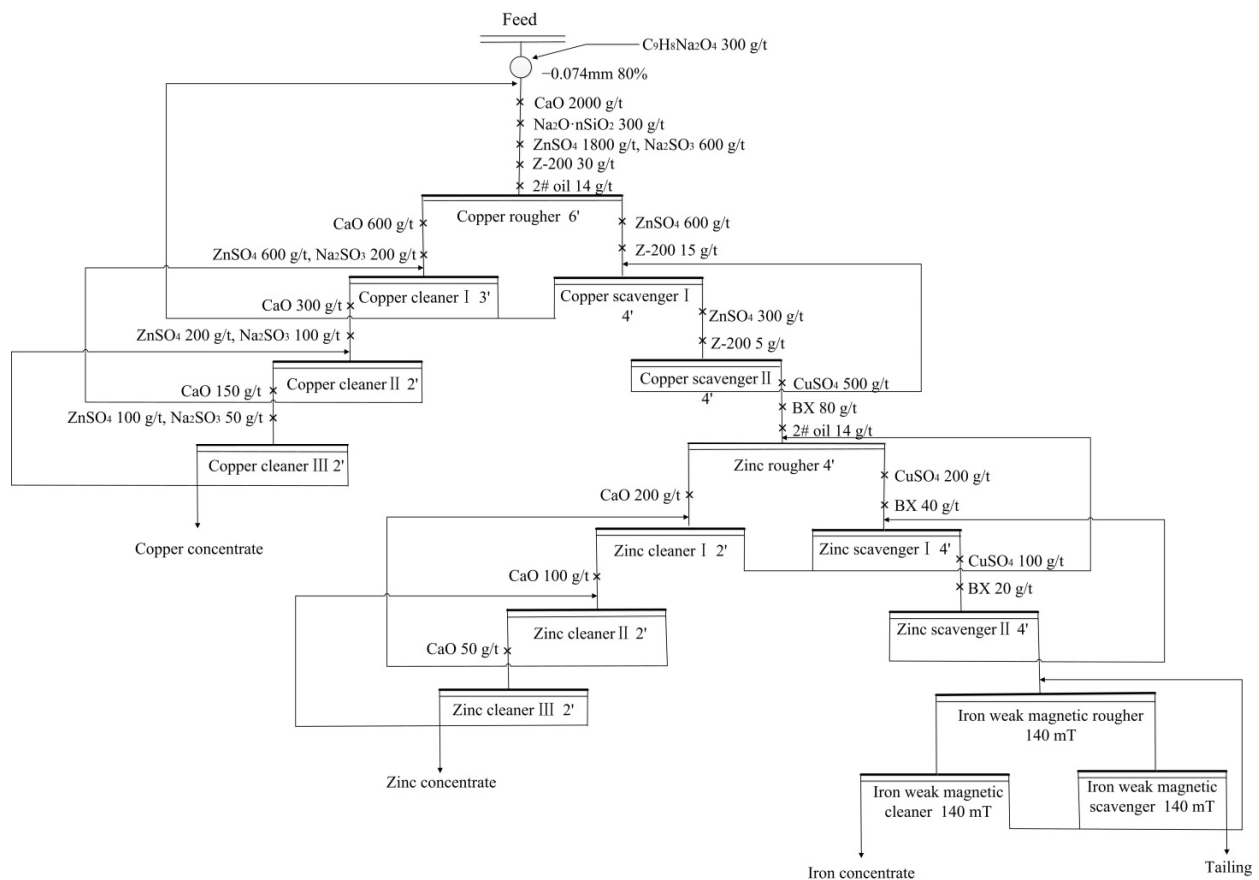 Feed
C₉H₈Na₂O₄ 300 g/t
−0.074mm 80%
CaO 2000 g/t
Na₂O·nSiO₂ 300 g/t
ZnSO₄ 1800 g/t, Na₂SO₃ 600 g/t
Z-200 30 g/t
2# oil 14 g/t
Copper rougher 6'
CaO 600 g/t
ZnSO₄ 600 g/t, Na₂SO₃ 200 g/t
ZnSO₄ 600 g/t
Z-200 15 g/t
Copper cleaner Ⅰ 3'
Copper scavenger Ⅰ
4'
CaO 300 g/t
ZnSO₄ 200 g/t, Na₂SO₃ 100 g/t
ZnSO₄ 300 g/t
Z-200 5 g/t
Copper cleaner Ⅱ 2'
Copper scavenger Ⅱ
4'
CaO 150 g/t
ZnSO₄ 100 g/t, Na₂SO₃ 50 g/t
CuSO₄ 500 g/t
BX 80 g/t
2# oil 14 g/t
Copper cleaner Ⅲ 2'
Copper concentrate
Zinc rougher 4'
CaO 200 g/t
CuSO₄ 200 g/t
BX 40 g/t
Zinc cleaner Ⅰ 2'
Zinc scavenger Ⅰ 4'
CaO 100 g/t
CuSO₄ 100 g/t
BX 20 g/t
Zinc cleaner Ⅱ 2'
Zinc scavenger Ⅱ 4'
CaO 50 g/t
Zinc cleaner Ⅲ 2'
Zinc concentrate
Iron weak magnetic rougher
140 mT
Iron weak magnetic
cleaner 140 mT
Iron weak magnetic
scavenger 140 mT
Iron concentrate
Tailing